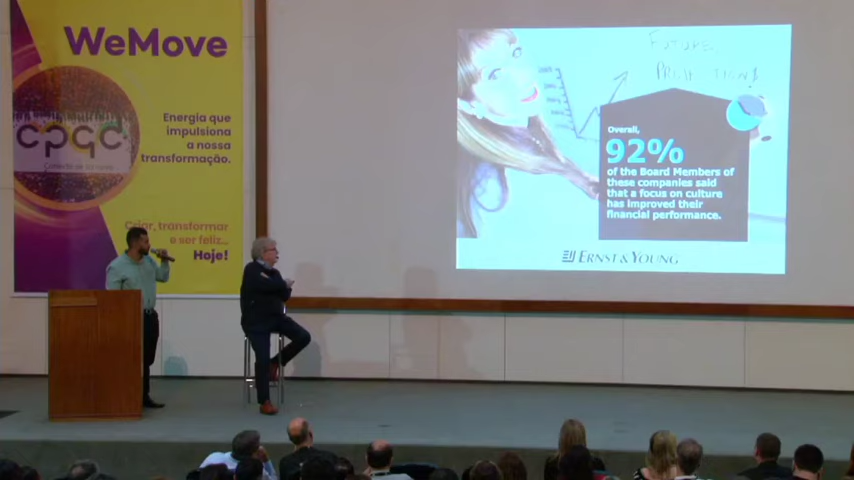 WeMove
Energia que
impulsiona
a nossa
transformação.
cpqc
Criar, transformar
e ser feliz...
Hoje!
FUTURE
Overall,
92%
of the Board Members of
these companies said
that a focus on culture
has improved their
financial performance.
ERNST & YOUNG